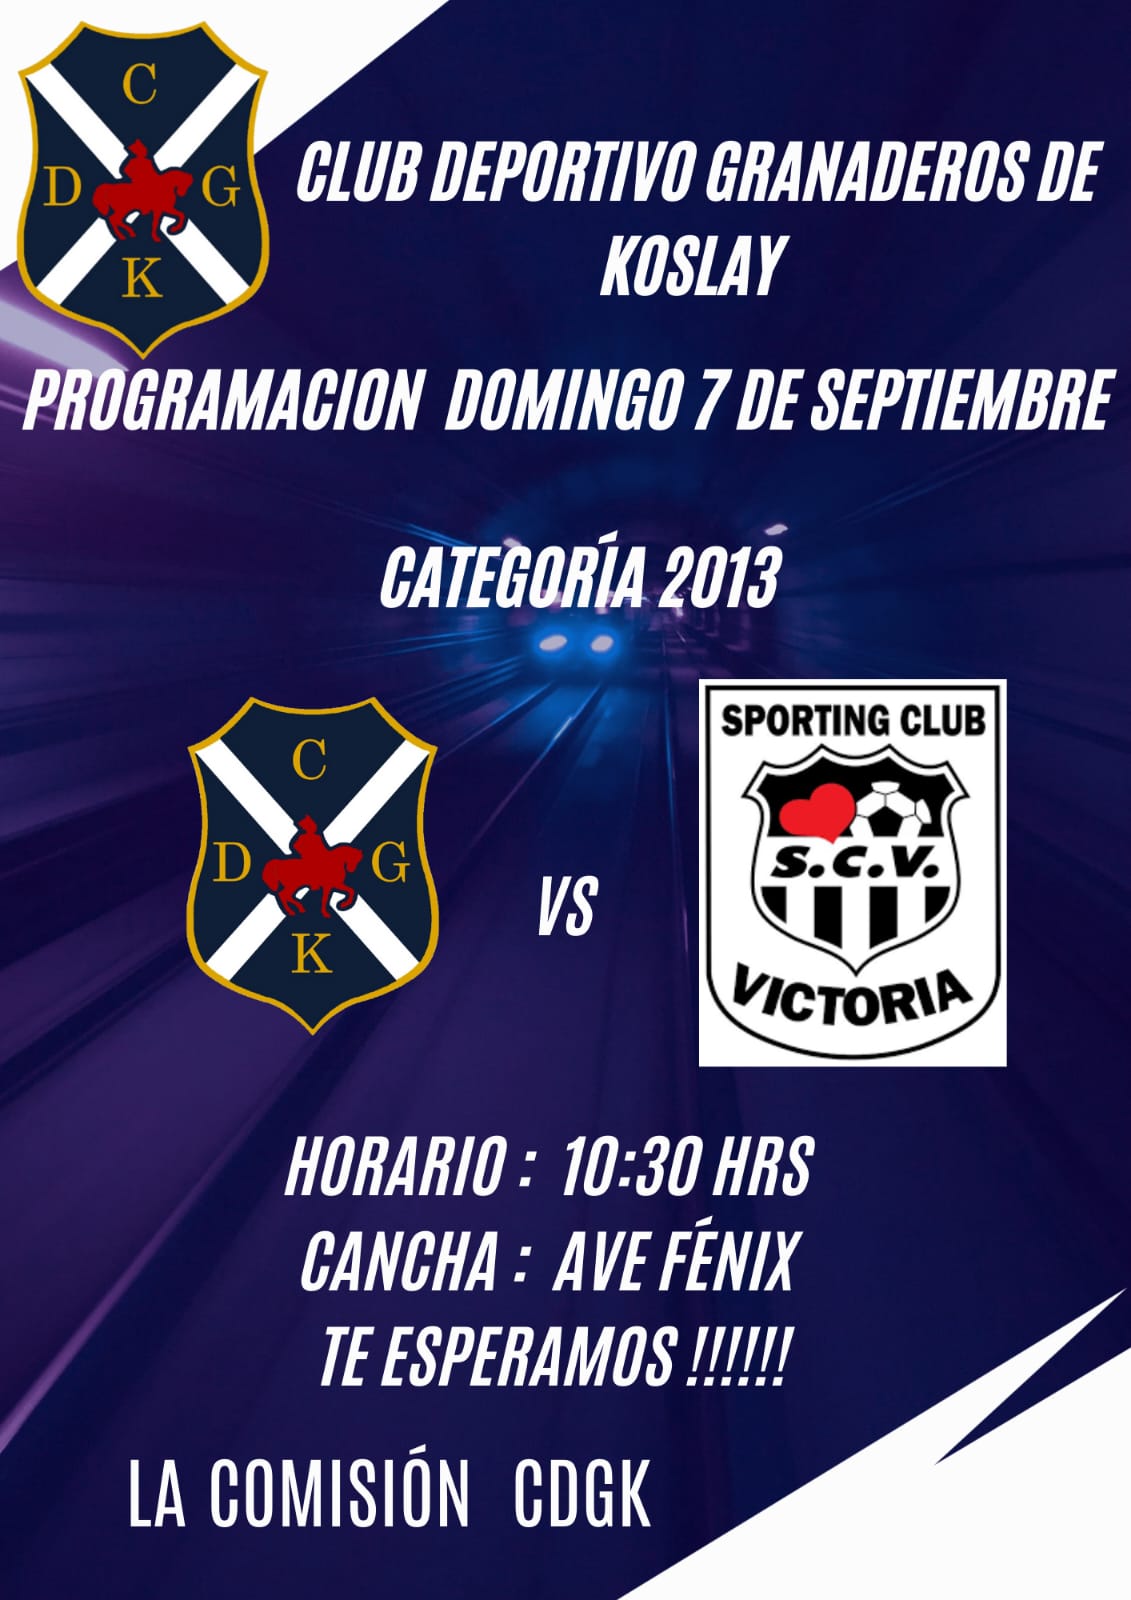 C
D G
K
CLUB DEPORTIVO GRANADEROS DE
KOSLAY
PROGRAMACION DOMINGO 7 DE SEPTIEMBRE
CATEGORÍA 2013
C
D G
K
VS
SPORTING CLUB
S.C.V.
VICTORIA
HORARIO : 10:30 HRS
CANCHA : AVE FÉNIX
TE ESPERAMOS !!!!!!
LA COMISIÓN CDGK